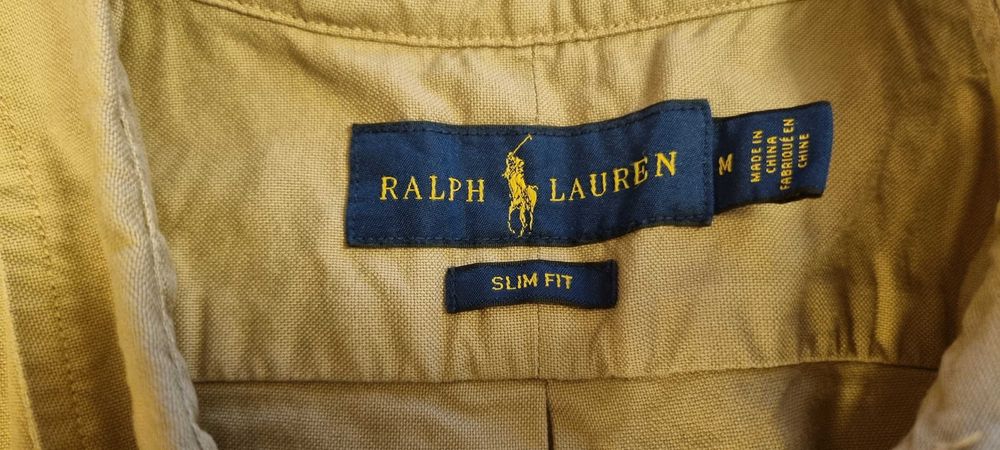 RALPH LAUREN
M
MADE IN
CHINA
FABRIQUÉ EN
CHINE
SLIM FIT